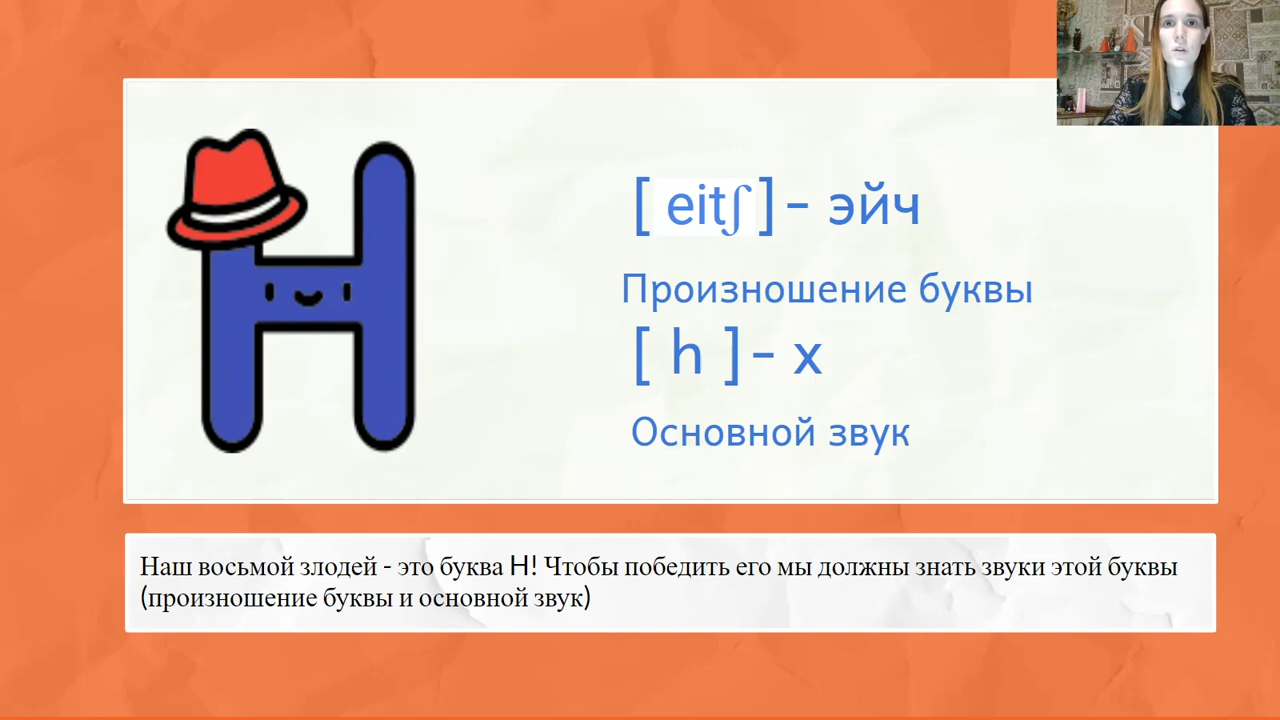 [ eitʃ ] - эйч
Произношение буквы
[ h ] - х
Основной звук
Наш восьмой злодей - это буква H! Чтобы победить его мы должны знать звуки этой буквы
(произношение буквы и основной звук)